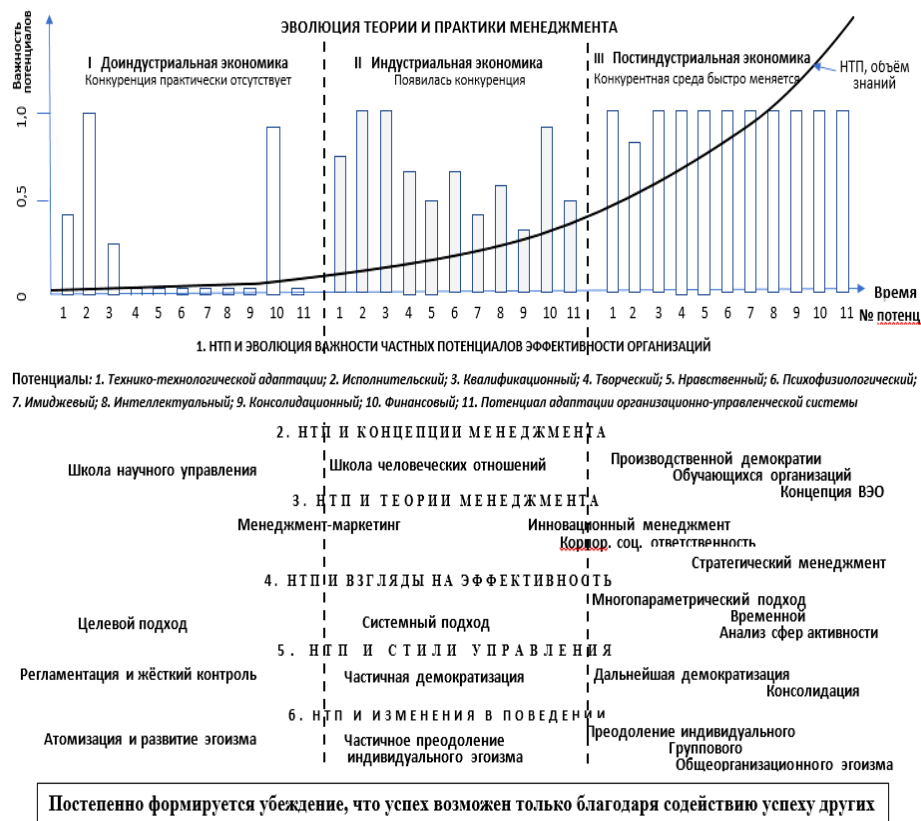 ЭВОЛЮЦИЯ ТЕОРИИ И ПРАКТИКИ МЕНЕДЖМЕНТА
Важность
потенциалов
I Доиндустриальная экономика
Конкуренция практически отсутствует
II Индустриальная экономика
Появилась конкуренция
III Постиндустриальная экономика
Конкурентная среда быстро меняется
НТП, объём
знаний
1,0
0,5
0
1 2 3 4 5 6 7 8 9 10 11 1 2 3 4 5 6 7 8 9 10 11 1 2 3 4 5 6 7 8 9 10 11
Время
№ потенц
1. НТП И ЭВОЛЮЦИЯ ВАЖНОСТИ ЧАСТНЫХ ПОТЕНЦИАЛОВ ЭФФЕКТИВНОСТИ ОРГАНИЗАЦИЙ
Потенциалы: 1. Технико-технологической адаптации; 2. Исполнительский; 3. Квалификационный; 4. Творческий; 5. Нравственный; 6. Психофизиологический;
7. Имиджевый; 8. Интеллектуальный; 9. Консолидационный; 10. Финансовый; 11. Потенциал адаптации организационно-управленческой системы
2. НТП И КОНЦЕПЦИИ МЕНЕДЖМЕНТА
Школа научного управления
Школа человеческих отношений
Производственной демократии
Обучающихся организаций
Концепция ВЭО
3. НТП И ТЕОРИИ МЕНЕДЖМЕНТА
Менеджмент-маркетинг
Инновационный менеджмент
Корпор. соц. ответственность
Стратегический менеджмент
4. НТП И ВЗГЛЯДЫ НА ЭФФЕКТИВНОСТЬ
Целевой подход
Системный подход
Многопараметрический подход
Временной
Анализ сфер активности
5. НТП И СТИЛИ УПРАВЛЕНИЯ
Регламентация и жёсткий контроль
Частичная демократизация
Дальнейшая демократизация
Консолидация
6. НТП И ИЗМЕНЕНИЯ В ПОВЕДЕНИИ
Атомизация и развитие эгоизма
Частичное преодоление
индивидуального эгоизма
Преодоление индивидуального
Группового
Общеорганизационного эгоизма
Постепенно формируется убеждение, что успех возможен только благодаря содействию успеху других